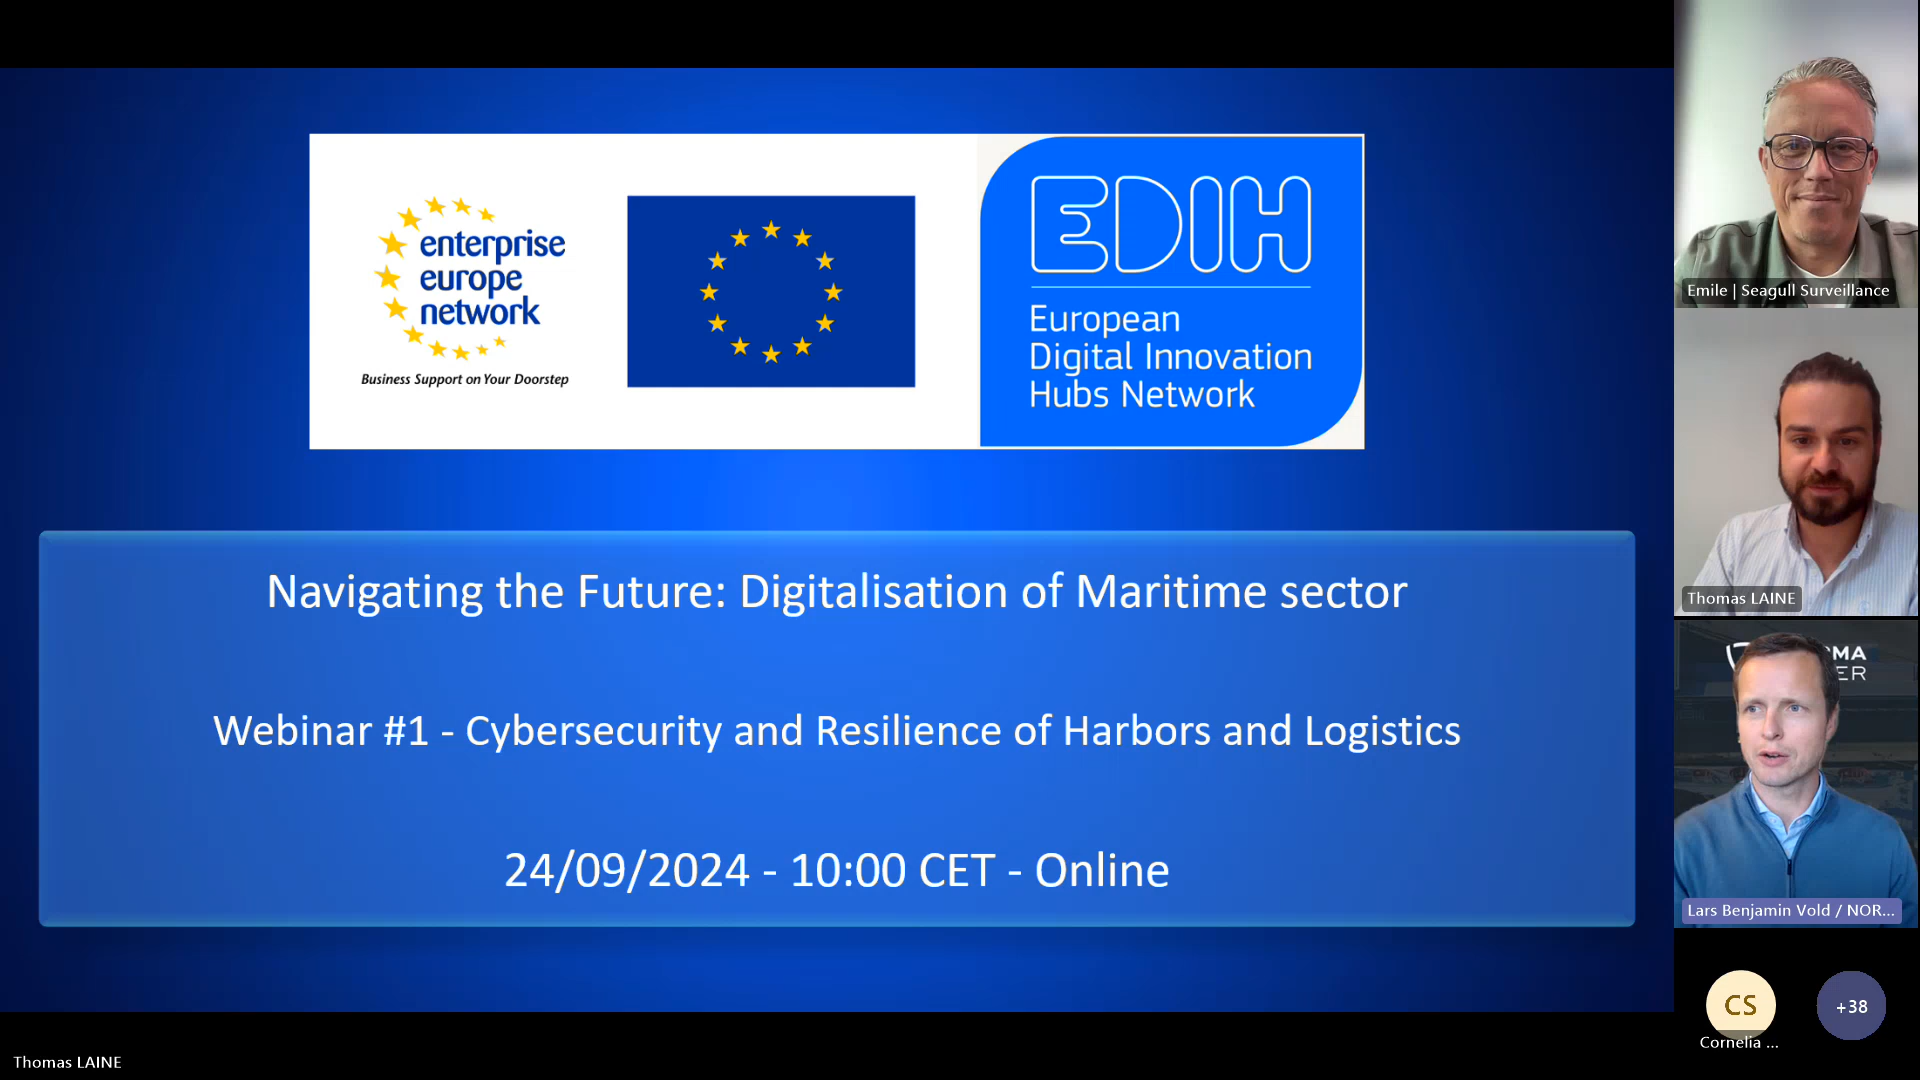 enterprise
europe
network
Business Support on Your Doorstep
EDIH
European
Digital Innovation
Hubs Network
Navigating the Future: Digitalisation of Maritime sector
Webinar #1 - Cybersecurity and Resilience of Harbors and Logistics
24/09/2024 - 10:00 CET - Online
Emile | Seagull Surveillance
Thomas LAINE
MA
ER
Lars Benjamin Vold / NOR...
CS
Cornelia ...
+38
Thomas LAINE